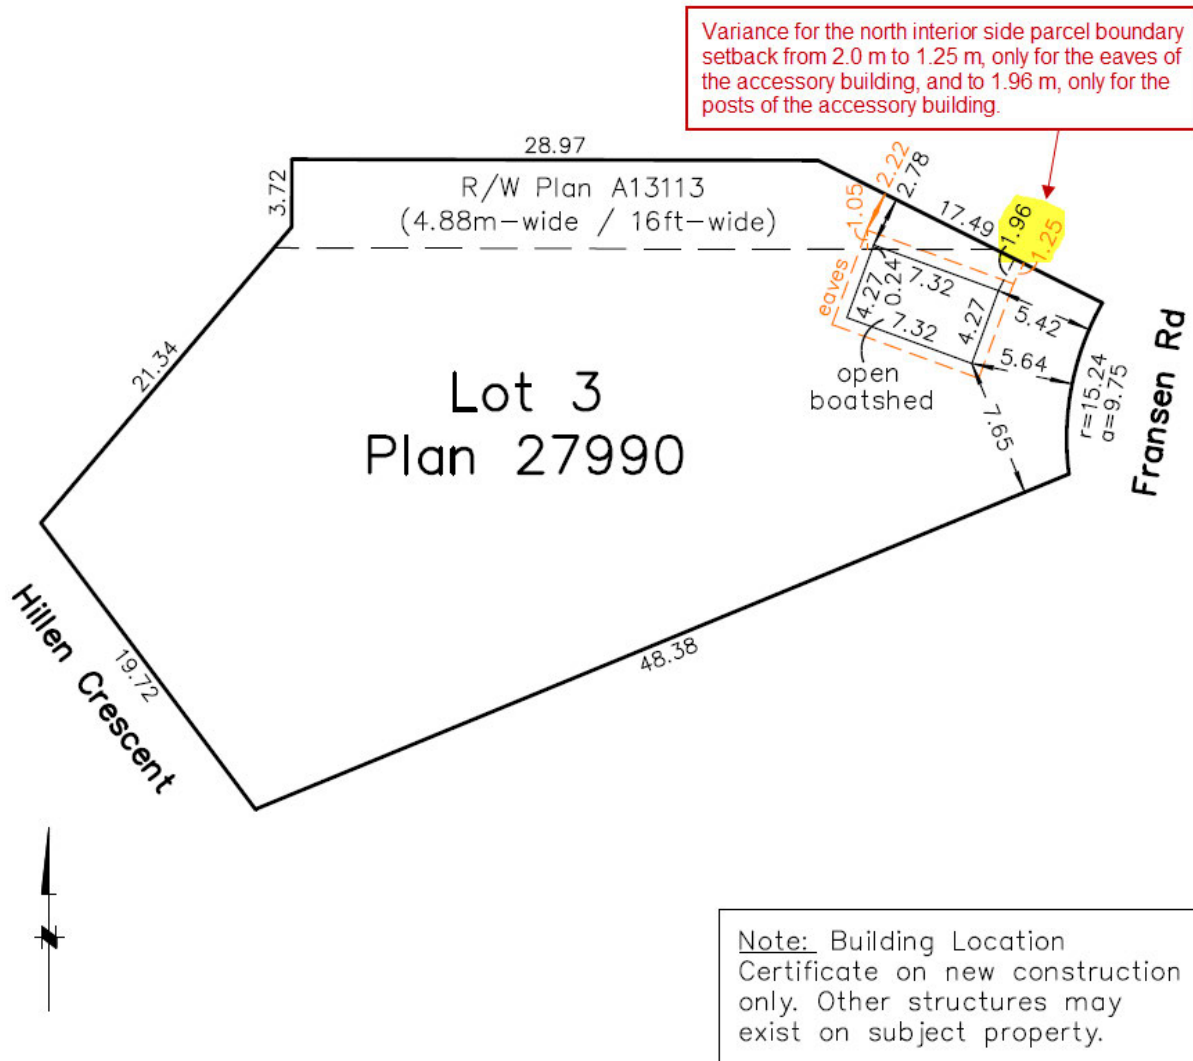 Variance for the north interior side parcel boundary
setback from 2.0 m to 1.25 m, only for the eaves of
the accessory building, and to 1.96 m, only for the
posts of the accessory building.
28.97
3.72
R/W Plan A13113
(4.88m-wide / 16ft-wide)
2.22
2.78
1.05
17.49
1.96
1.25
eaves
4.27
0.24
7.32
7.32
4.27
5.42
5.64
open
boatshed
7.65
r=15.24
a=9.75
Fransen Rd
21.34
Lot 3
Plan 27990
Hillen Crescent
19.72
48.38
Note: Building Location
Certificate on new construction
only. Other structures may
exist on subject property.